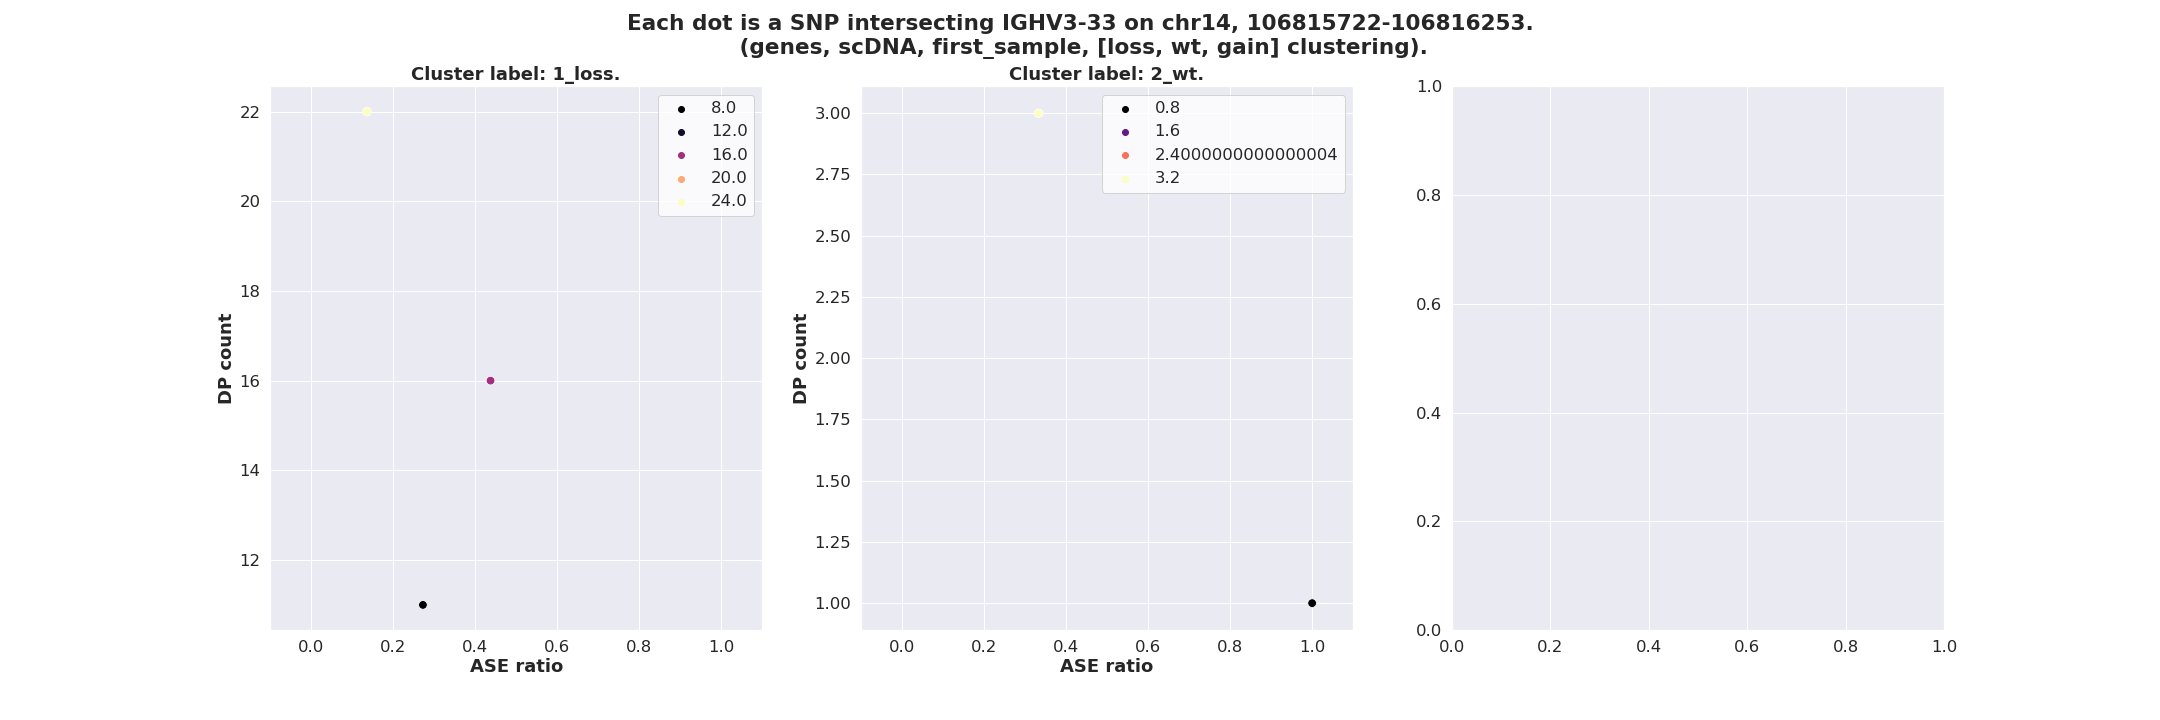 Each dot is a SNP intersecting IGHV3-33 on chr14, 106815722-106816253.
(genes, scDNA, first_sample, [loss, wt, gain] clustering).
Cluster label: 1_loss.
22
20
18
16
14
12
DP count
8.0
12.0
16.0
20.0
24.0
0.0 0.2 0.4 0.6 0.8 1.0
ASE ratio
Cluster label: 2_wt.
3.00
2.75
2.50
2.25
2.00
1.75
1.50
1.25
1.00
DP count
0.8
1.6
2.4000000000000004
3.2
0.0 0.2 0.4 0.6 0.8 1.0
ASE ratio
1.0
0.8
0.6
0.4
0.2
0.0
0.0 0.2 0.4 0.6 0.8 1.0